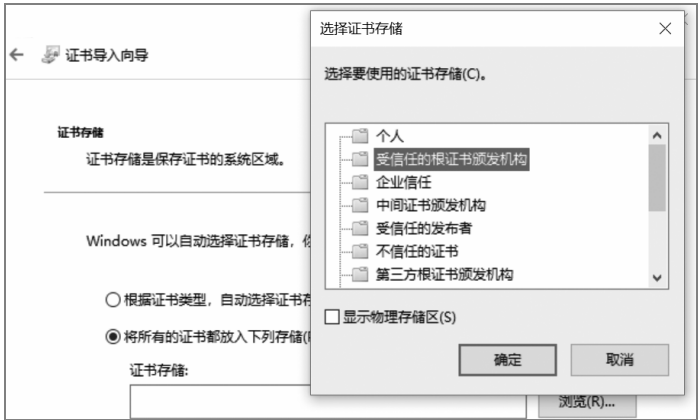 证书导入向导
证书存储
证书存储是保存证书的系统区域。
Windows 可以自动选择证书存储，
根据证书类型，自动选择证书存
将所有的证书都放入下列存储(
证书存储:
浏览(R)...
选择证书存储
选择要使用的证书存储(C)。
个人
受信任的根证书颁发机构
企业信任
中间证书颁发机构
受信任的发布者
不信任的证书
第三方根证书颁发机构
显示物理存储区(S)
确定
取消